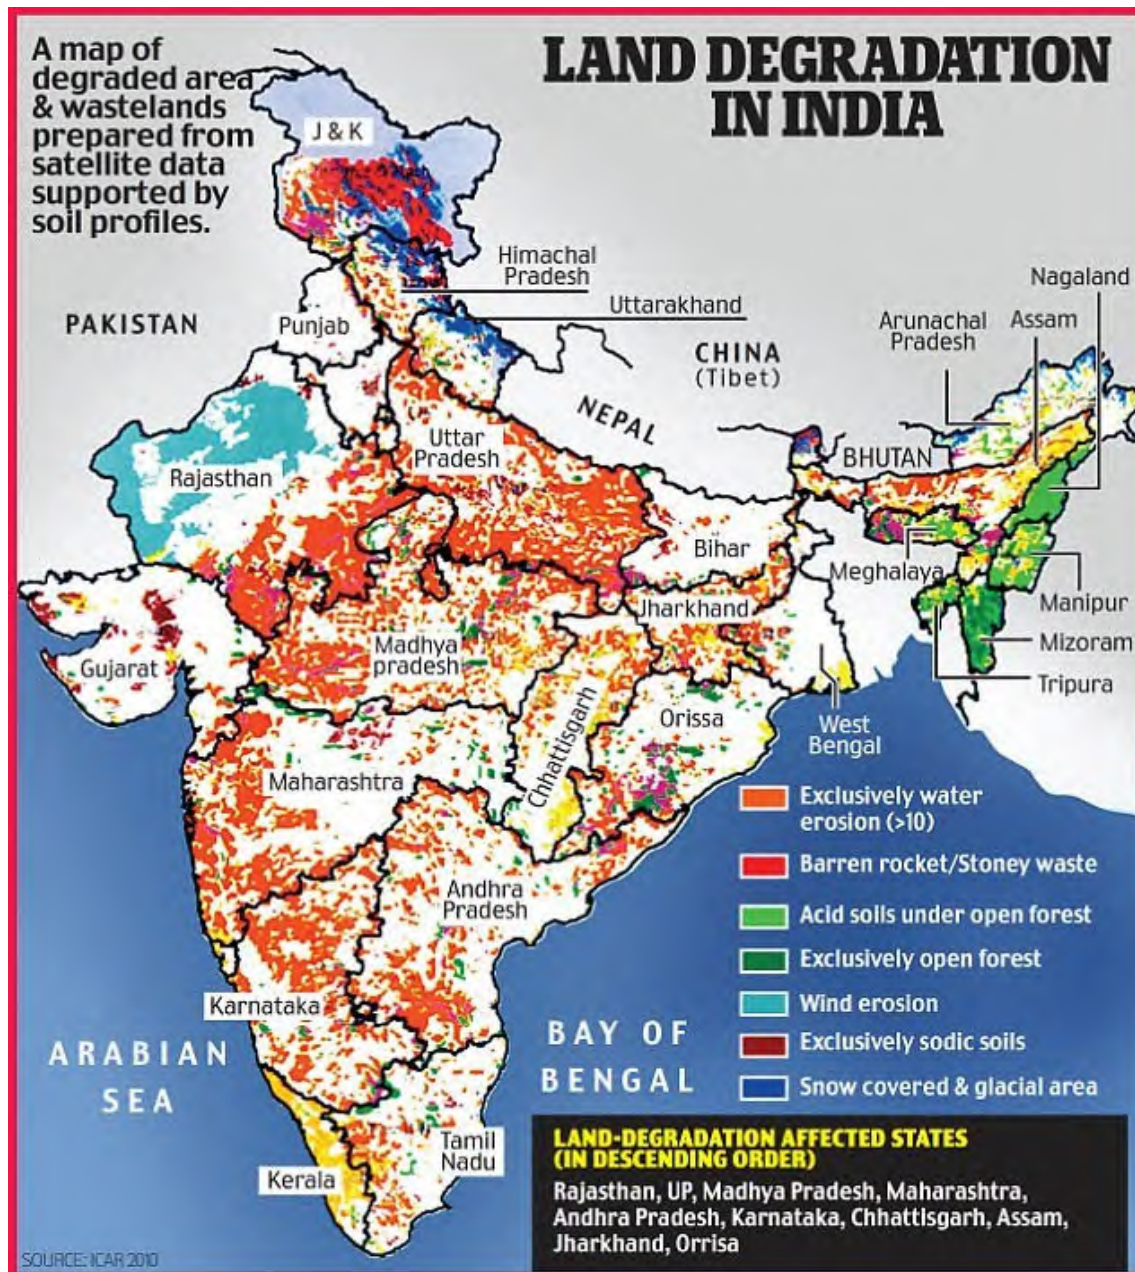 A map of
degraded area
& wastelands
prepared from
satellite data
supported by
soil profiles.
LAND DEGRADATION
IN INDIA
J & K
Himachal
Pradesh
Uttarakhand
Nagaland
Arunachal
Pradesh
Assam
PAKISTAN
Punjab
CHINA
(Tibet)
NEPAL
Uttar
Pradesh
BHUTAN
Rajasthan
Bihar
Meghalaya
Jharkhand
Manipur
Madhya
pradesh
Mizoram
Gujarat
Tripura
Chhattisgarh
Orissa
West
Bengal
Maharashtra
Exclusively water
erosion (>10)
Barren rocket/Stoney waste
Andhra
Pradesh
Acid soils under open forest
Exclusively open forest
Karnataka
Wind erosion
ARABIAN
SEA
BAY OF
BENGAL
Exclusively sodic soils
Snow covered & glacial area
Tamil
Nadu
Kerala
LAND-DEGRADATION AFFECTED STATES
(IN DESCENDING ORDER)
Rajasthan, UP, Madhya Pradesh, Maharashtra,
Andhra Pradesh, Karnataka, Chhattisgarh, Assam,
Jharkhand, Orrisa
SOURCE: ICAR 2010